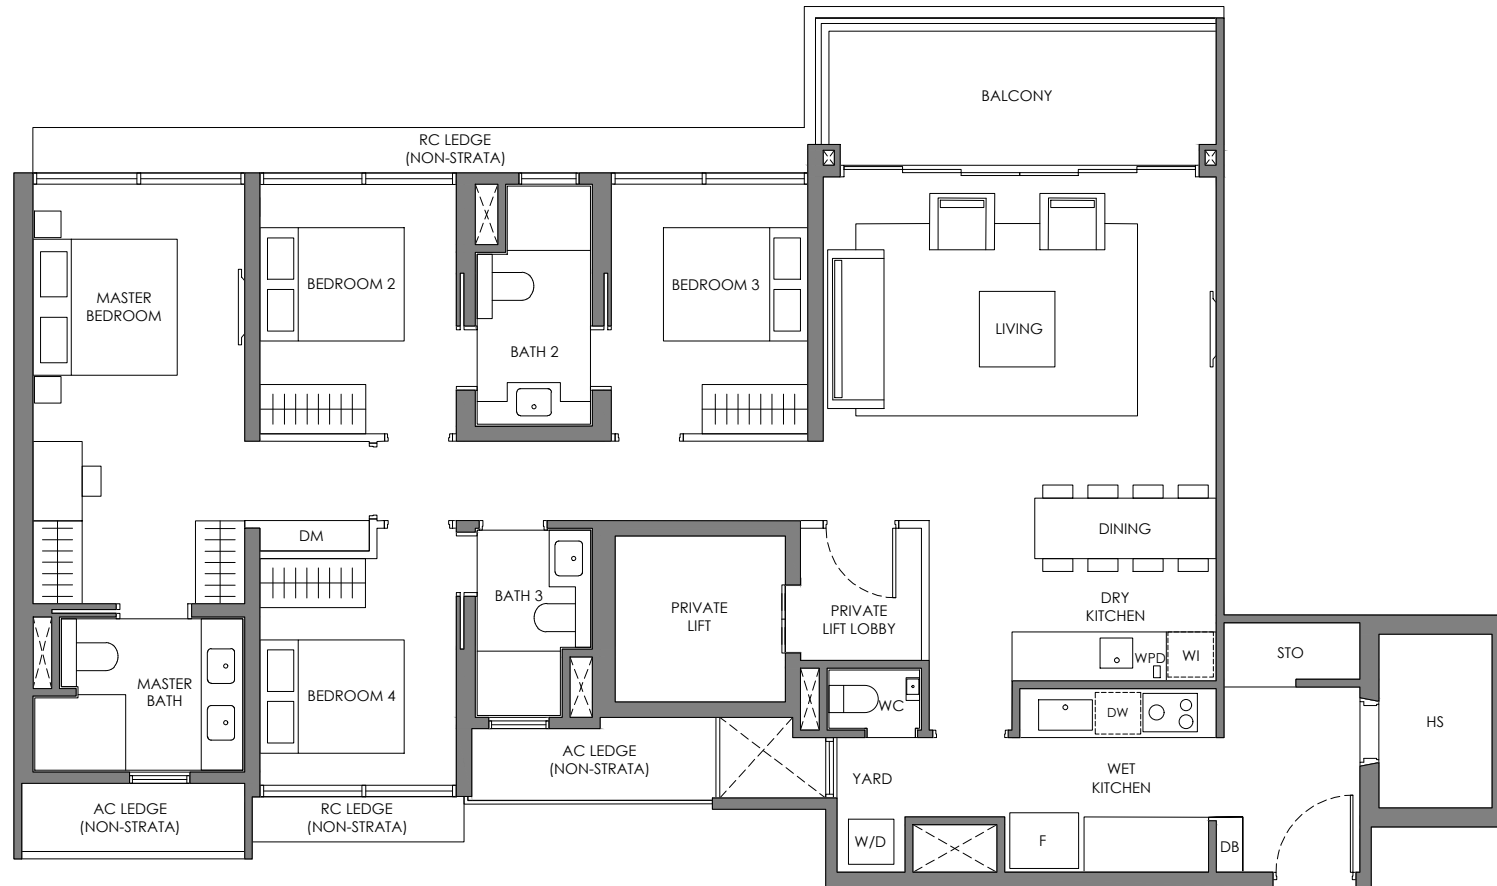 BALCONY
RC LEDGE
(NON-STRATA)
MASTER
BEDROOM
BEDROOM 2
BATH 2
BEDROOM 3
LIVING
DM
DINING
BATH 3
PRIVATE
LIFT
PRIVATE
LIFT LOBBY
DRY
KITCHEN
WPD
WI
STO
MASTER
BATH
BEDROOM 4
WC
DW
HS
AC LEDGE
(NON-STRATA)
YARD
WET
KITCHEN
AC LEDGE
(NON-STRATA)
RC LEDGE
(NON-STRATA)
W/D
F
DB